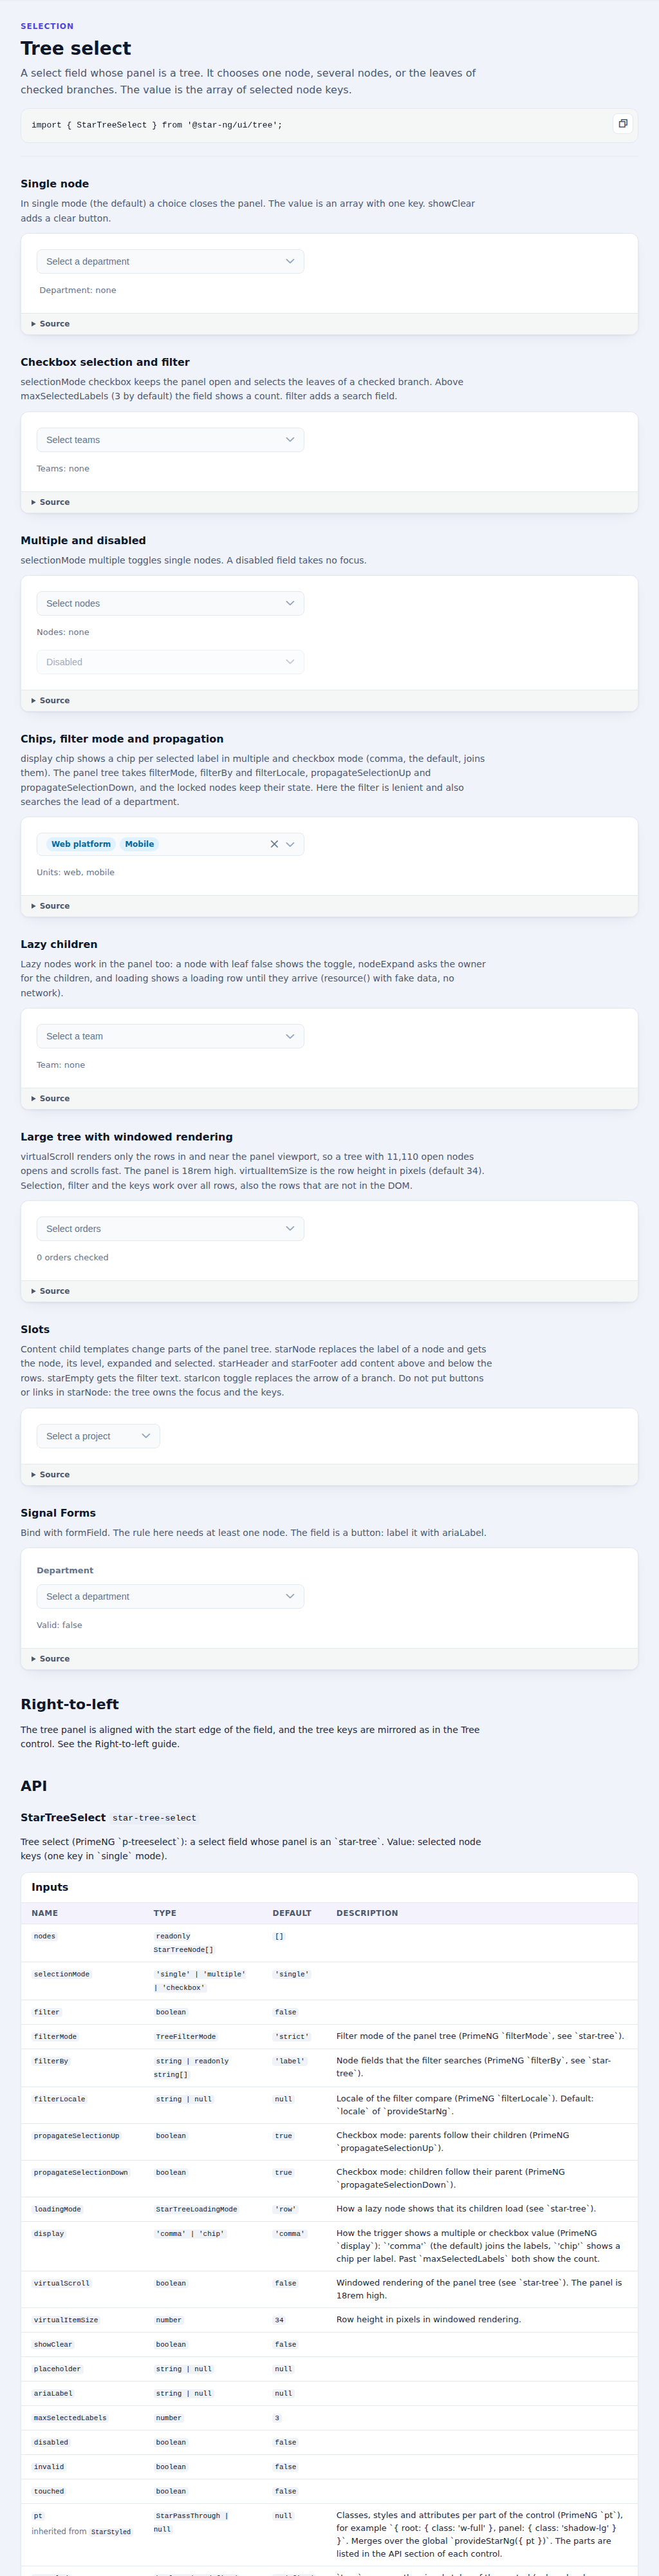 SELECTION
Tree select
A select field whose panel is a tree. It chooses one node, several nodes, or the leaves of
checked branches. The value is the array of selected node keys.
import { StarTreeSelect } from '@star-ng/ui/tree';
Single node
In single mode (the default) a choice closes the panel. The value is an array with one key. showClear
adds a clear button.
Select a department
Department: none
Source
Checkbox selection and filter
selectionMode checkbox keeps the panel open and selects the leaves of a checked branch. Above
maxSelectedLabels (3 by default) the field shows a count. filter adds a search field.
Select teams
Teams: none
Source
Multiple and disabled
selectionMode multiple toggles single nodes. A disabled field takes no focus.
Select nodes
Nodes: none
Disabled
Source
Chips, filter mode and propagation
display chip shows a chip per selected label in multiple and checkbox mode (comma, the default, joins
them). The panel tree takes filterMode, filterBy and filterLocale, propagateSelectionUp and
propagateSelectionDown, and the locked nodes keep their state. Here the filter is lenient and also
searches the lead of a department.
Web platform Mobile
Units: web, mobile
Source
Lazy children
Lazy nodes work in the panel too: a node with leaf false shows the toggle, nodeExpand asks the owner
for the children, and loading shows a loading row until they arrive (resource() with fake data, no
network).
Select a team
Team: none
Source
Large tree with windowed rendering
virtualScroll renders only the rows in and near the panel viewport, so a tree with 11,110 open nodes
opens and scrolls fast. The panel is 18rem high. virtualItemSize is the row height in pixels (default 34).
Selection, filter and the keys work over all rows, also the rows that are not in the DOM.
Select orders
0 orders checked
Source
Slots
Content child templates change parts of the panel tree. starNode replaces the label of a node and gets
the node, its level, expanded and selected. starHeader and starFooter add content above and below the
rows. starEmpty gets the filter text. starIcon toggle replaces the arrow of a branch. Do not put buttons
or links in starNode: the tree owns the focus and the keys.
Select a project
Source
Signal Forms
Bind with formField. The rule here needs at least one node. The field is a button: label it with ariaLabel.
Department
Select a department
Valid: false
Source
Right-to-left
The tree panel is aligned with the start edge of the field, and the tree keys are mirrored as in the Tree
control. See the Right-to-left guide.
API
StarTreeSelect star-tree-select
Tree select (PrimeNG `p-treeselect`): a select field whose panel is an `star-tree`. Value: selected node
keys (one key in `single` mode).
Inputs
NAME TYPE DEFAULT DESCRIPTION
nodes readonly StarTreeNode[] []
selectionMode 'single' | 'multiple' | 'checkbox' 'single'
filter boolean false
filterMode TreeFilterMode 'strict' Filter mode of the panel tree (PrimeNG `filterMode`, see `star-tree`).
filterBy string | readonly string[] 'label' Node fields that the filter searches (PrimeNG `filterBy`, see `star-
tree`).
filterLocale string | null null Locale of the filter compare (PrimeNG `filterLocale`). Default:
`locale` of `provideStarNg`.
propagateSelectionUp boolean true Checkbox mode: parents follow their children (PrimeNG
`propagateSelectionUp`).
propagateSelectionDown boolean true Checkbox mode: children follow their parent (PrimeNG
`propagateSelectionDown`).
loadingMode StarTreeLoadingMode 'row' How a lazy node shows that its children load (see `star-tree`).
display 'comma' | 'chip' 'comma' How the trigger shows a multiple or checkbox value (PrimeNG
`display`): `'comma'` (the default) joins the labels, `'chip'` shows a
chip per label. Past `maxSelectedLabels` both show the count.
virtualScroll boolean false Windowed rendering of the panel tree (see `star-tree`). The panel is
18rem high.
virtualItemSize number 34 Row height in pixels in windowed rendering.
showClear boolean false
placeholder string | null null
ariaLabel string | null null
maxSelectedLabels number 3
disabled boolean false
invalid boolean false
touched boolean false
pt StarPassThrough | null null Classes, styles and attributes per part of the control (PrimeNG `pt`),
inherited from StarStyled for example `{ root: { class: 'w-full' }, panel: { class: 'shadow-lg' }
}`. Merges over the global `provideStarNg({ pt })`. The parts are
listed in the API section of each control.